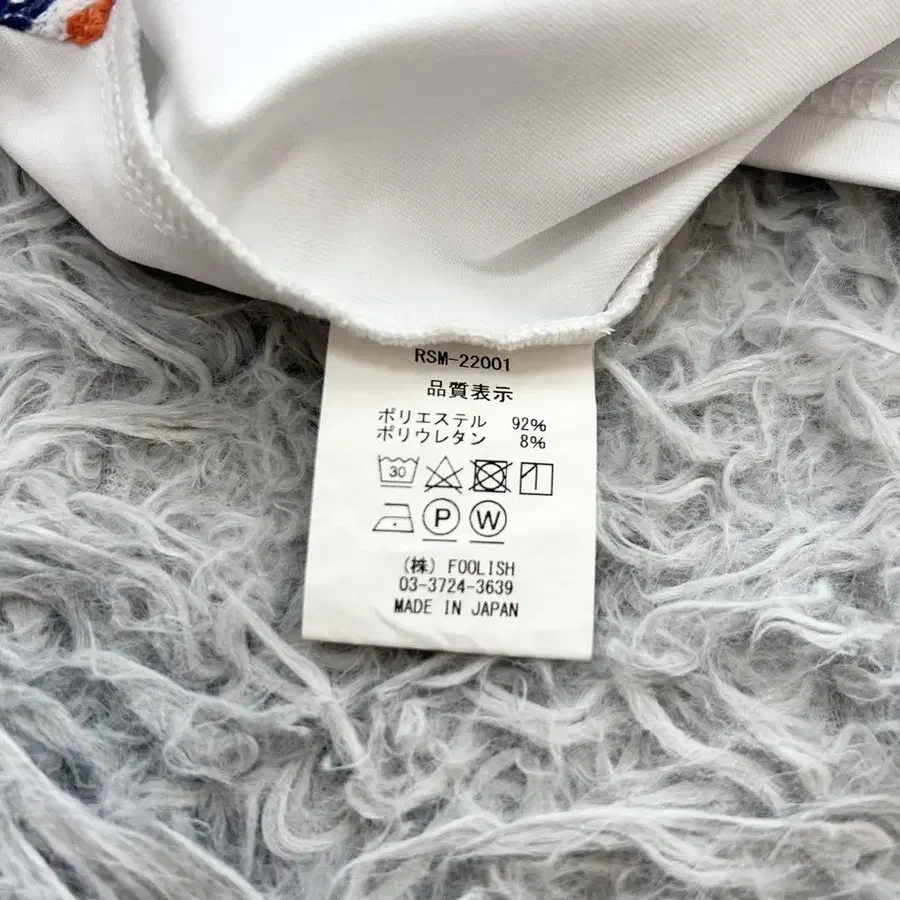 RSM-22001
品質表示
ポリエステル 92%
ポリウレタン 8%
30
P W
(株) FOOLISH
03-3724-3639
MADE IN JAPAN